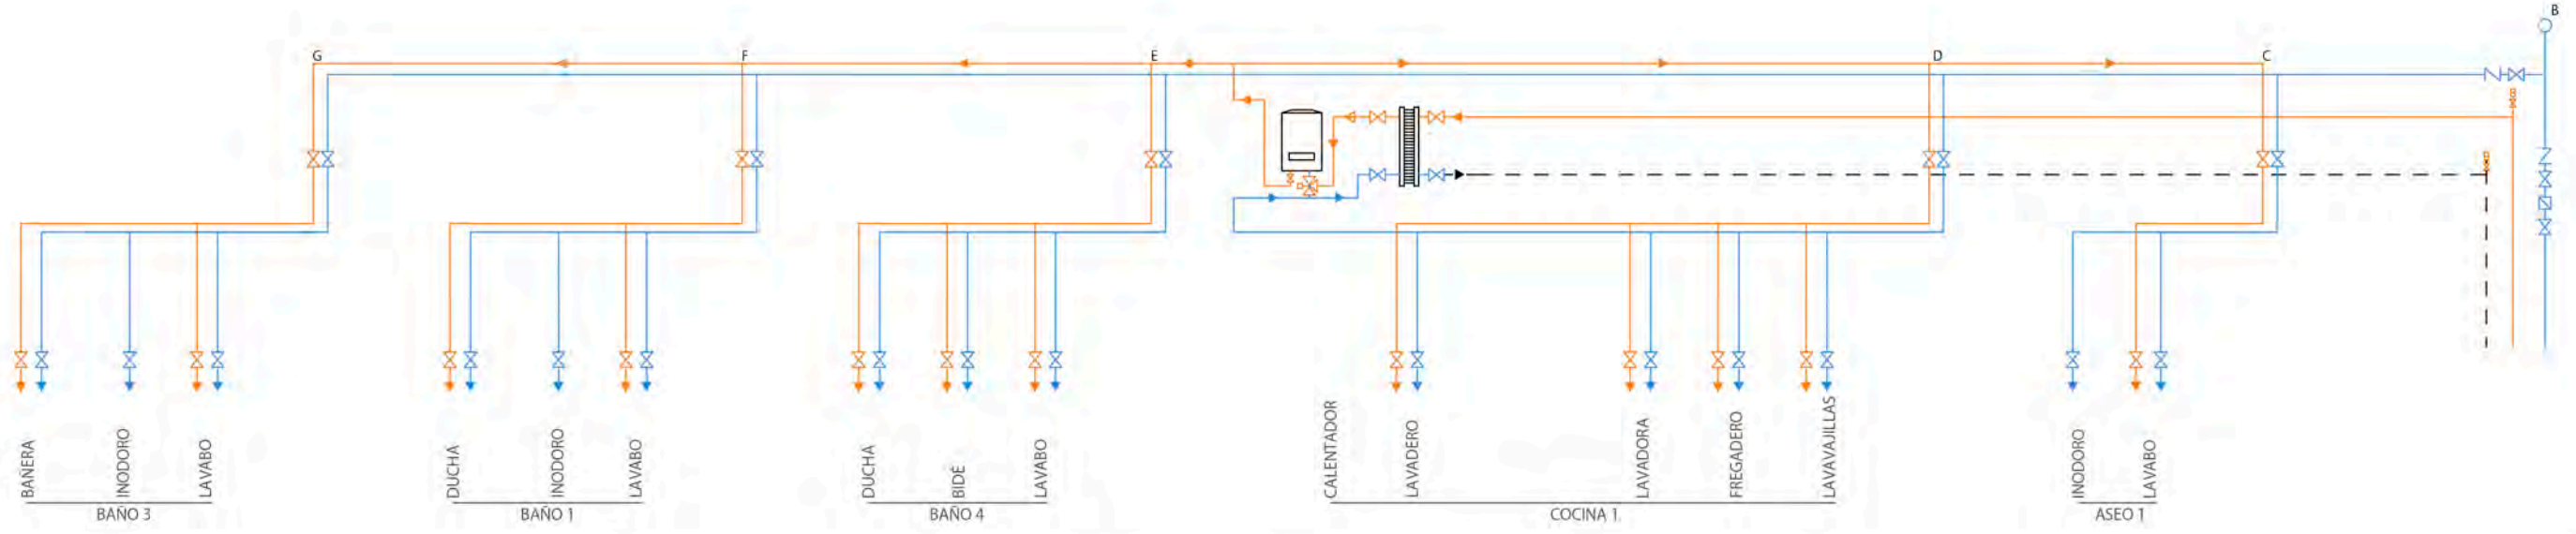 B
G
F
E
D
C
BAÑERA
INODORO
LAVABO
DUCHA
INODORO
LAVABO
DUCHA
BIDÉ
LAVABO
CALENTADOR
LAVADERO
LAVADORA
FREGADERO
LAVAVAJILLAS
INODORO
LAVABO
BAÑO 3
BAÑO 1
BAÑO 4
COCINA 1
ASEO 1